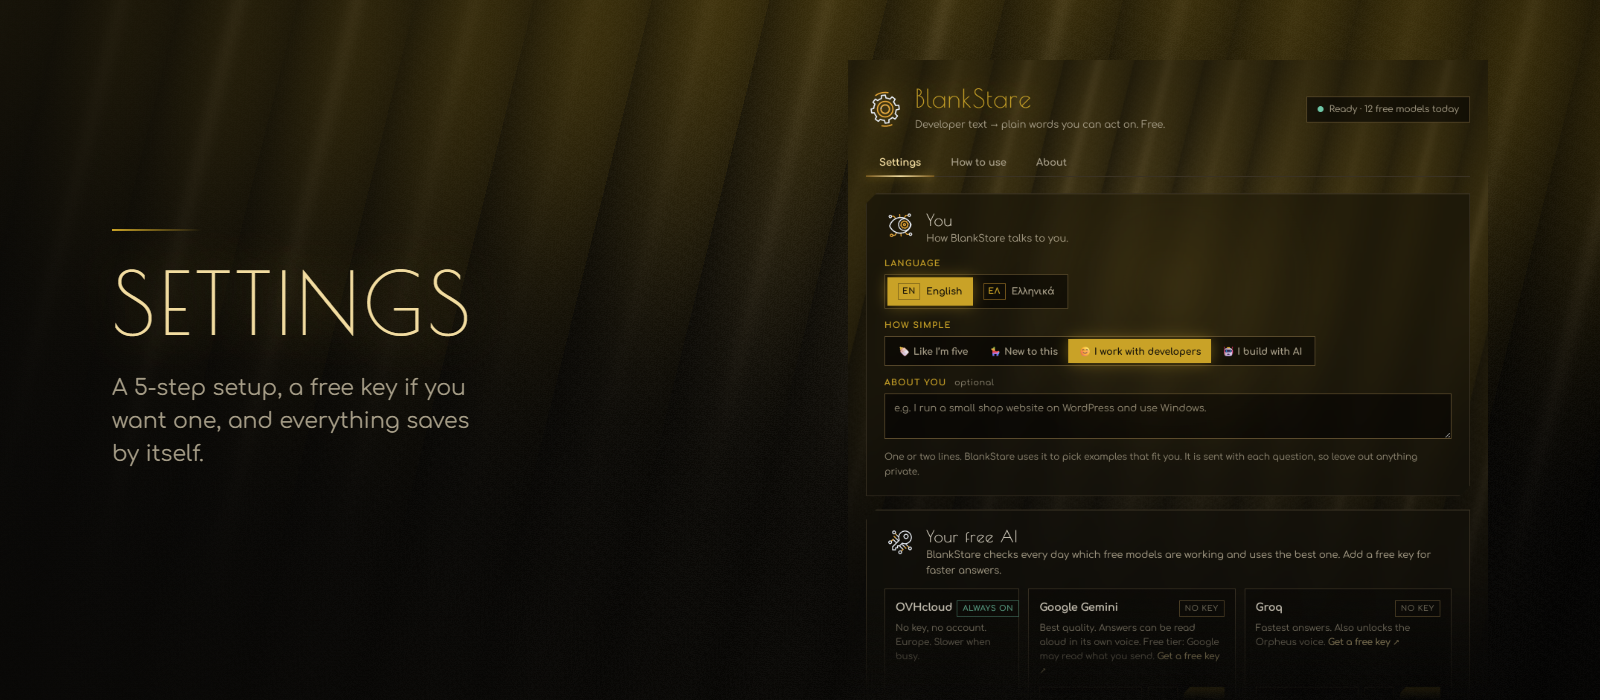 SETTINGS
A 5-step setup, a free key if you
want one, and everything saves
by itself.
BlankStare
Developer text → plain words you can act on. Free.
Ready · 12 free models today
Settings
How to use
About
You
How BlankStare talks to you.
LANGUAGE
EN English
ΕΛ Ελληνικά
HOW SIMPLE
Like I'm five
New to this
I work with developers
I build with AI
ABOUT YOU optional
e.g. I run a small shop website on WordPress and use Windows.
One or two lines. BlankStare uses it to pick examples that fit you. It is sent with each question, so leave out anything
private.
Your free AI
BlankStare checks every day which free models are working and uses the best one. Add a free key for
faster answers.
OVHcloud ALWAYS ON
No key, no account.
Europe. Slower when
busy.
Google Gemini NO KEY
Best quality. Answers can be read
aloud in its own voice. Free tier: Google
may read what you send. Get a free key
↗
Groq NO KEY
Fastest answers. Also unlocks the
Orpheus voice. Get a free key ↗